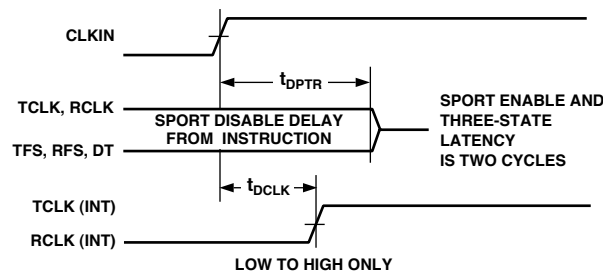 CLKIN
tDPTR
TCLK, RCLK
SPORT DISABLE DELAY
FROM INSTRUCTION
TFS, RFS, DT
SPORT ENABLE AND
THREE-STATE
LATENCY
IS TWO CYCLES
tDCLK
TCLK (INT)
RCLK (INT)
LOW TO HIGH ONLY